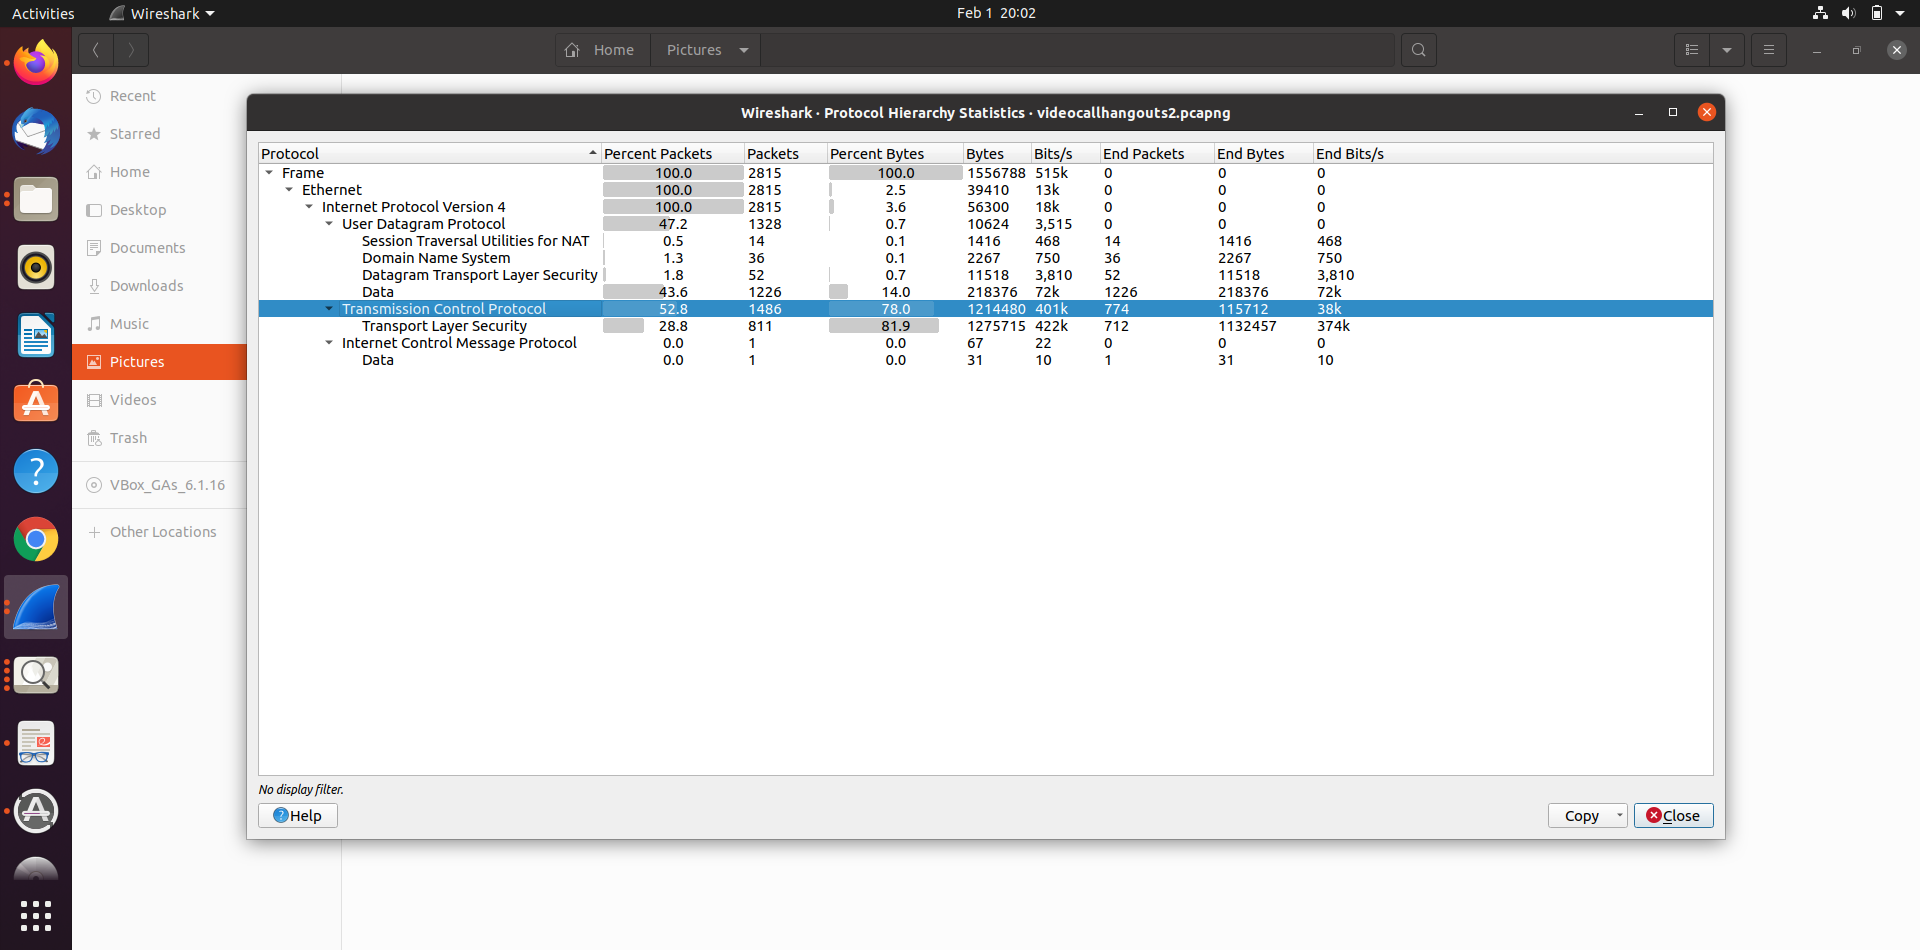 Activities Wireshark Feb 1 20:02
Home Pictures
Recent
Starred
Home
Desktop
Documents
Downloads
Music
Pictures
Videos
Trash
VBox_GAs_6.1.16
Other Locations
Wireshark · Protocol Hierarchy Statistics · videocallhangouts2.pcapng
Protocol Percent Packets Packets Percent Bytes Bytes Bits/s End Packets End Bytes End Bits/s
Frame 100.0 2815 100.0 1556788 515k 0 0 0
Ethernet 100.0 2815 2.5 39410 13k 0 0 0
Internet Protocol Version 4 100.0 2815 3.6 56300 18k 0 0 0
User Datagram Protocol 47.2 1328 0.7 10624 3,515 0 0 0
Session Traversal Utilities for NAT 0.5 14 0.1 1416 468 14 1416 468
Domain Name System 1.3 36 0.1 2267 750 36 2267 750
Datagram Transport Layer Security 1.8 52 0.7 11518 3,810 52 11518 3,810
Data 43.6 1226 14.0 218376 72k 1226 218376 72k
Transmission Control Protocol 52.8 1486 78.0 1214480 401k 774 115712 38k
Transport Layer Security 28.8 811 81.9 1275715 422k 712 1132457 374k
Internet Control Message Protocol 0.0 1 0.0 67 22 0 0 0
Data 0.0 1 0.0 31 10 1 31 10
No display filter.
Help Copy Close